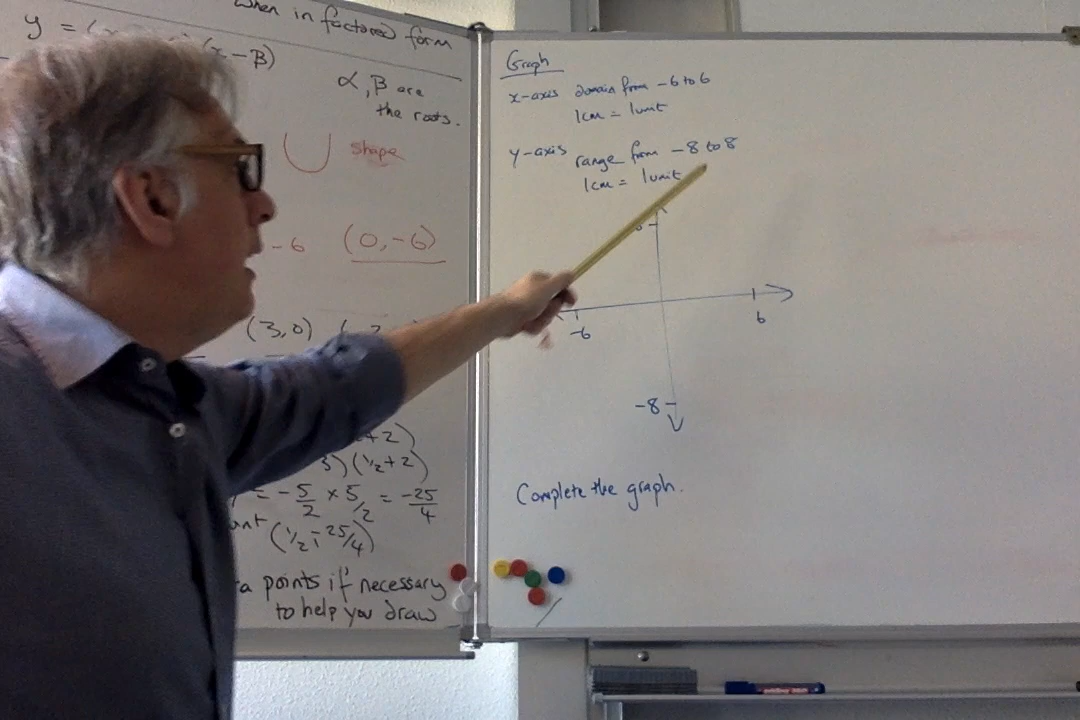 when in factored form
y = (x
(x - β)
α, β are
the roots.
shape
-6 (0, -6)
(3, 0)
+2)
3)(1/2+2)
= -5/2 × 5/2 = -25/4
(1/2, -25/4)
points if necessary
to help you draw
Graph
x-axis domain from -6 to 6
1cm = 1unit
y-axis range from -8 to 8
1cm = 1unit
-6
6
-8
Complete the graph.
edding